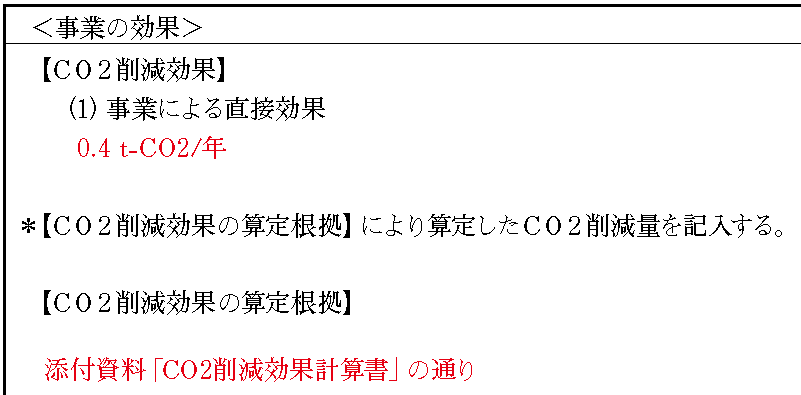 ＜事業の効果＞
【ＣＯ２削減効果】
(1) 事業による直接効果
0.4 t-CO2/年
＊【ＣＯ２削減効果の算定根拠】により算定したＣＯ２削減量を記入する。
【ＣＯ２削減効果の算定根拠】
添付資料「CO2削減効果計算書」の通り